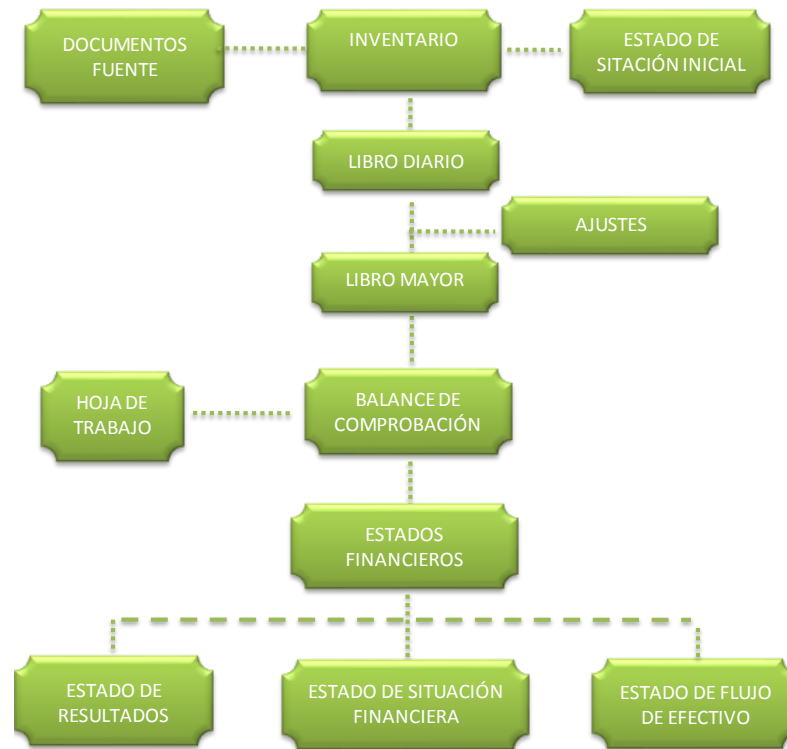 DOCUMENTOS
FUENTE
INVENTARIO
ESTADO DE
SITACIÓN INICIAL
LIBRO DIARIO
AJUSTES
LIBRO MAYOR
HOJA DE
TRABAJO
BALANCE DE
COMPROBACIÓN
ESTADOS
FINANCIEROS
ESTADO DE
RESULTADOS
ESTADO DE SITUACIÓN
FINANCIERA
ESTADO DE FLUJO
DE EFECTIVO